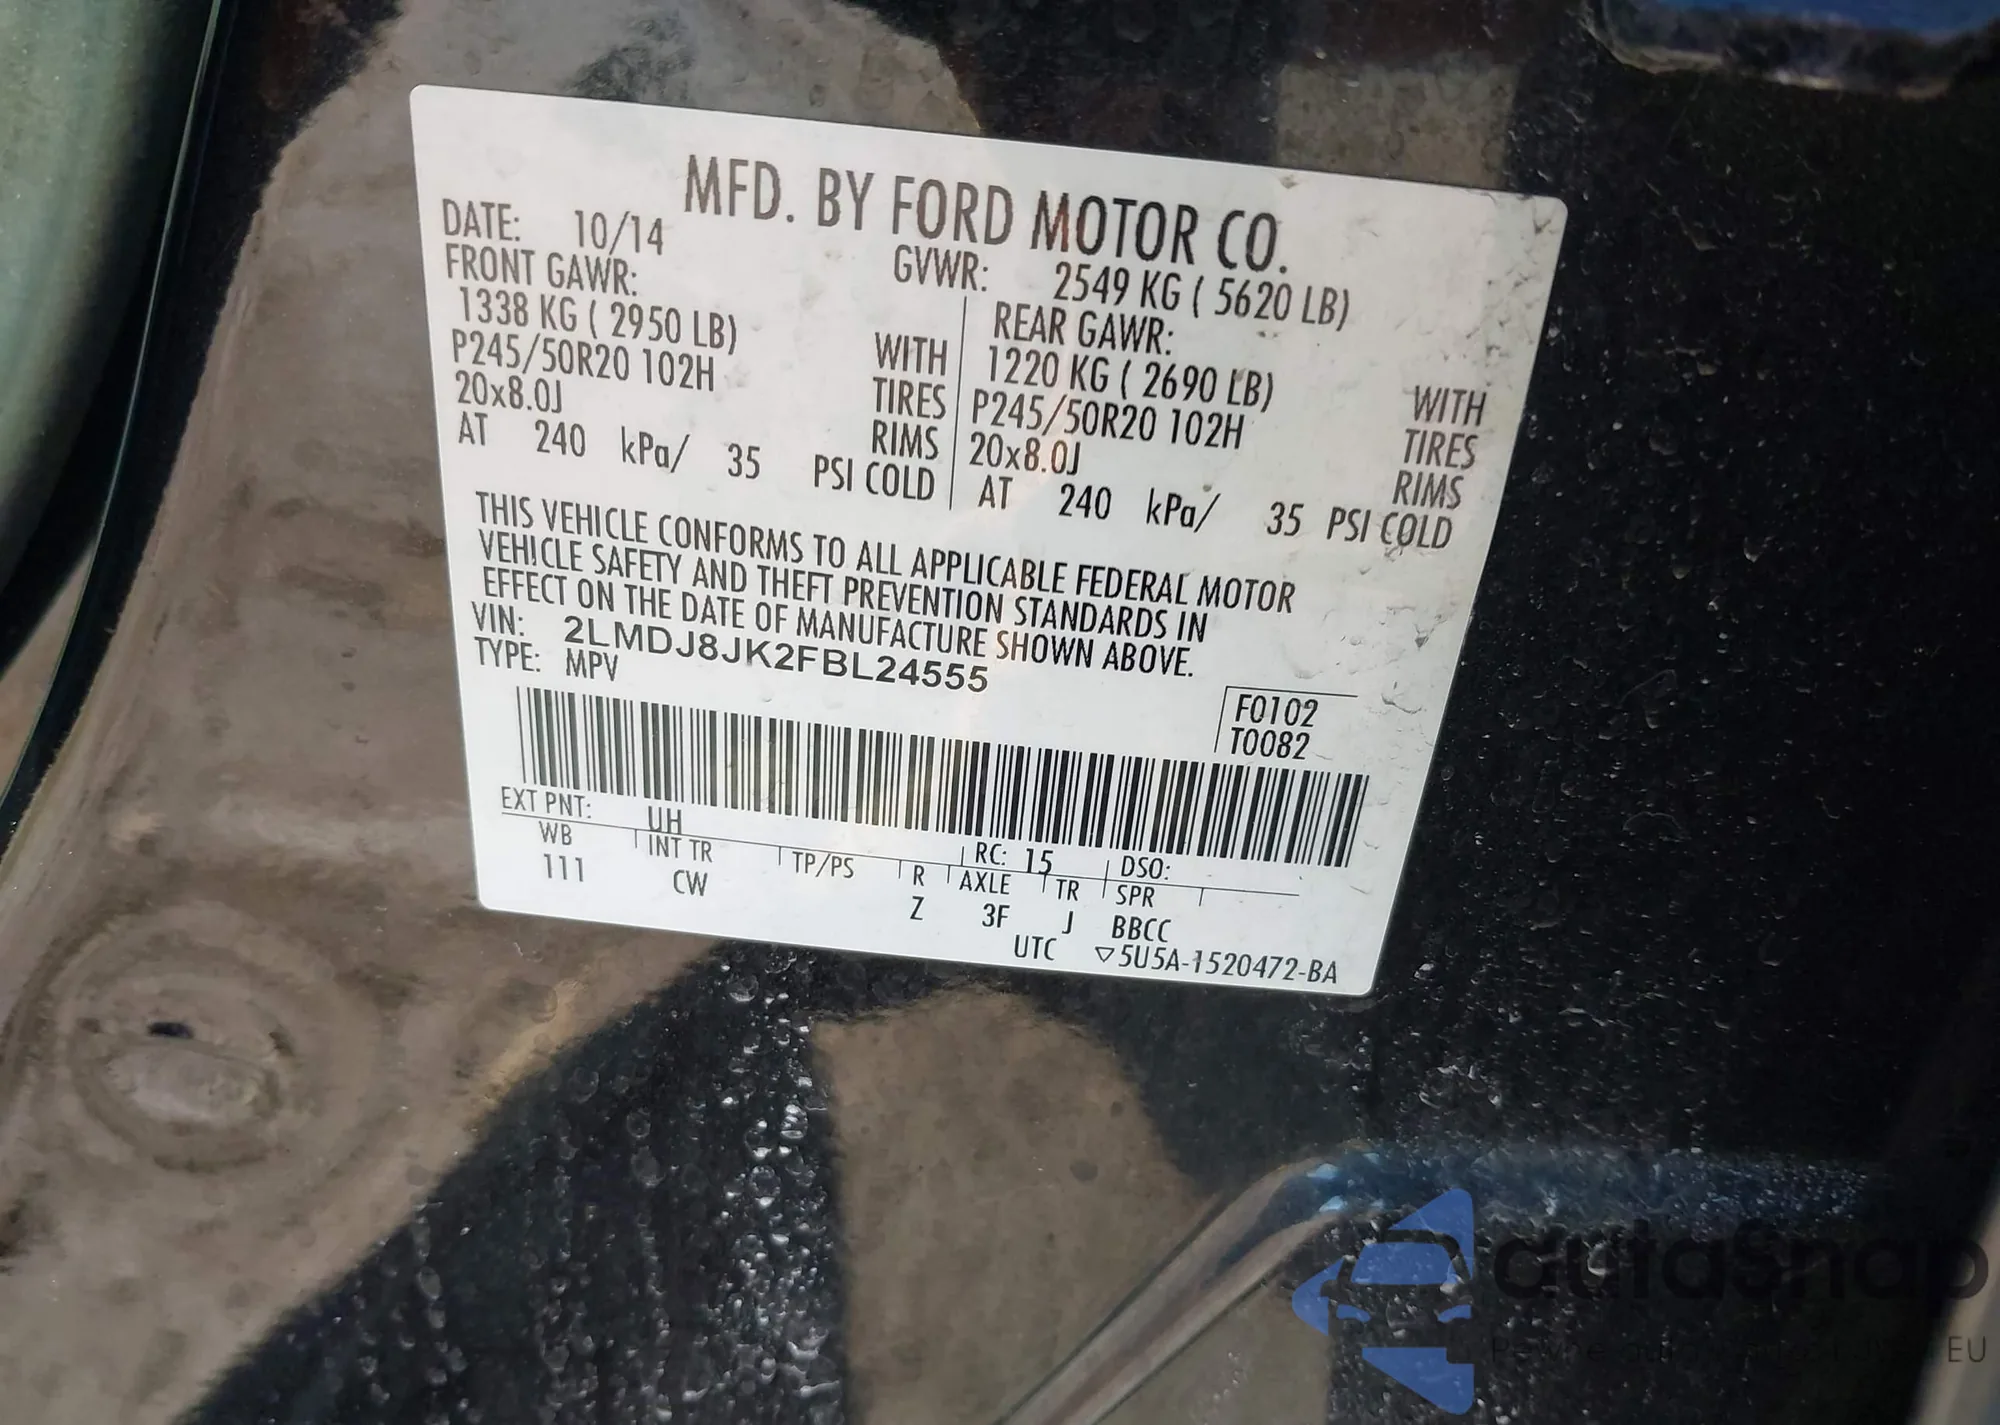 MFD. BY FORD MOTOR CO.
DATE: 10/14 GVWR: 2549 KG ( 5620 LB)
FRONT GAWR: REAR GAWR:
1338 KG ( 2950 LB) WITH 1220 KG ( 2690 LB) WITH
P245/50R20 102H TIRES P245/50R20 102H TIRES
20x8.0J RIMS 20x8.0J RIMS
AT 240 kPa/ 35 PSI COLD AT 240 kPa/ 35 PSI COLD
THIS VEHICLE CONFORMS TO ALL APPLICABLE FEDERAL MOTOR
VEHICLE SAFETY AND THEFT PREVENTION STANDARDS IN
EFFECT ON THE DATE OF MANUFACTURE SHOWN ABOVE.
VIN: 2LMDJ8JK2FBL24555
TYPE: MPV
F0102
T0082
EXT PNT: UH RC: 15 DSO:
WB INT TR TP/PS R AXLE TR SPR
111 CW Z 3F J BBCC
UTC ▽5U5A-1520472-BA
autasnap
EU